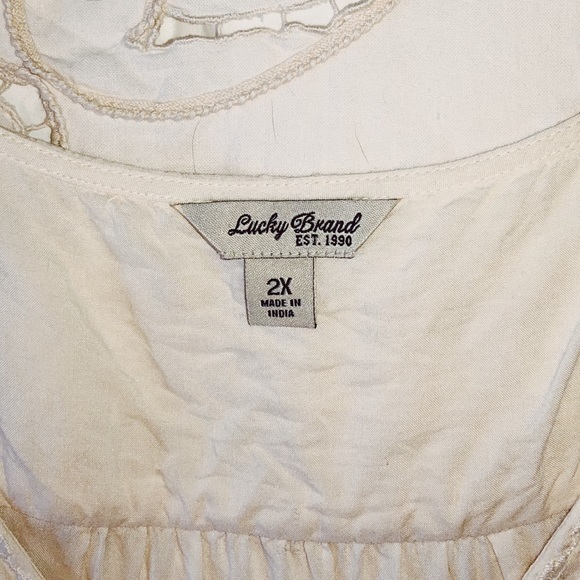 Lucky Brand
EST. 1990
2X
MADE IN
INDIA